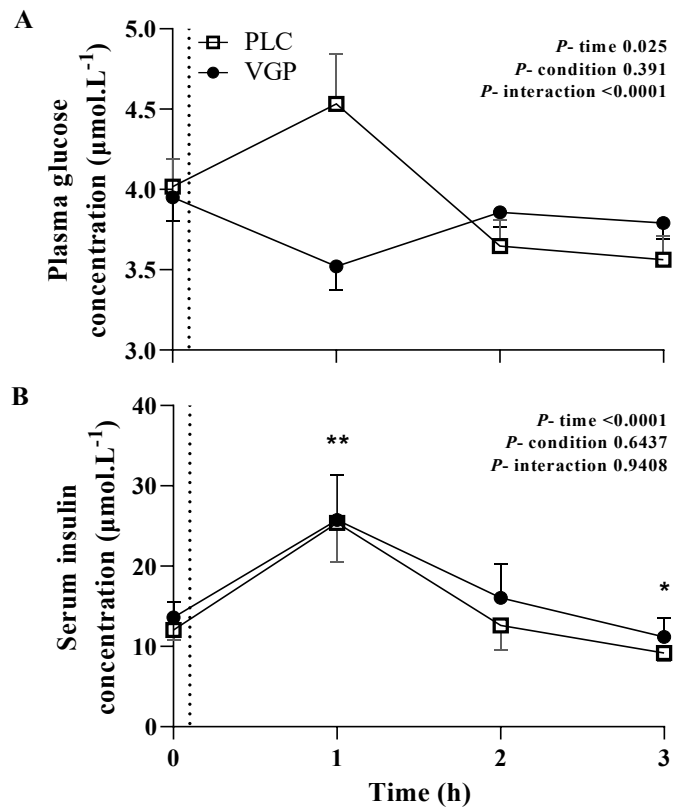 A
PLC
VGP
P- time 0.025
P- condition 0.391
P- interaction <0.0001
Plasma glucose
concentration (μmol.L⁻¹)
5.0
4.5
4.0
3.5
3.0
B
P- time <0.0001
P- condition 0.6437
P- interaction 0.9408
Serum insulin
concentration (μmol.L⁻¹)
40
30
20
10
0
**
*
0 1 2 3
Time (h)